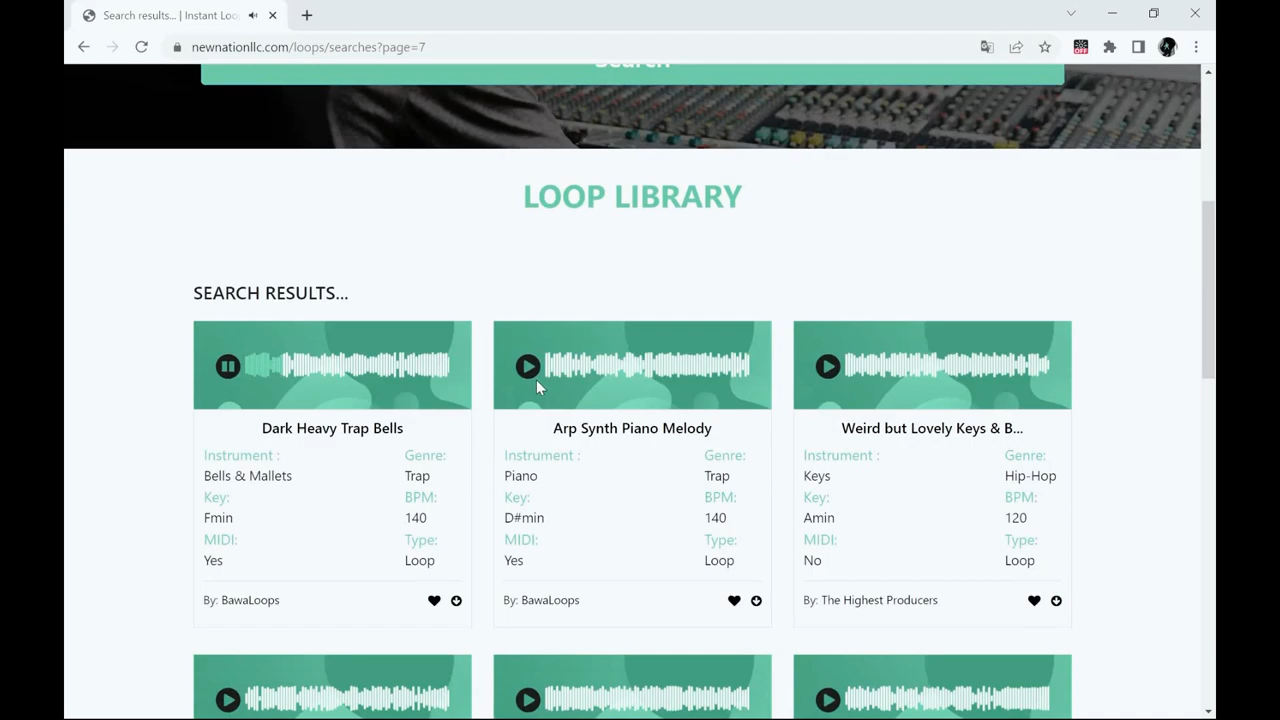 Search results... | Instant Loo
newnationllc.com/loops/searches?page=7
OFF
Search
LOOP LIBRARY
SEARCH RESULTS...
Dark Heavy Trap Bells
Instrument : Genre:
Bells & Mallets Trap
Key: BPM:
Fmin 140
MIDI: Type:
Yes Loop
By: BawaLoops
Arp Synth Piano Melody
Instrument : Genre:
Piano Trap
Key: BPM:
D#min 140
MIDI: Type:
Yes Loop
By: BawaLoops
Weird but Lovely Keys & B...
Instrument : Genre:
Keys Hip-Hop
Key: BPM:
Amin 120
MIDI: Type:
No Loop
By: The Highest Producers